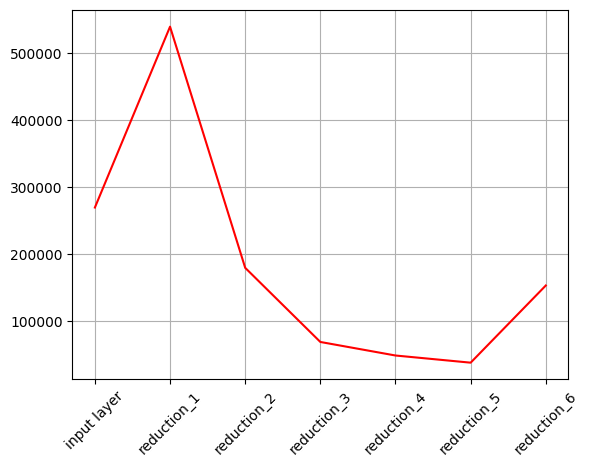 500000
400000
300000
200000
100000
input layer
reduction_1
reduction_2
reduction_3
reduction_4
reduction_5
reduction_6